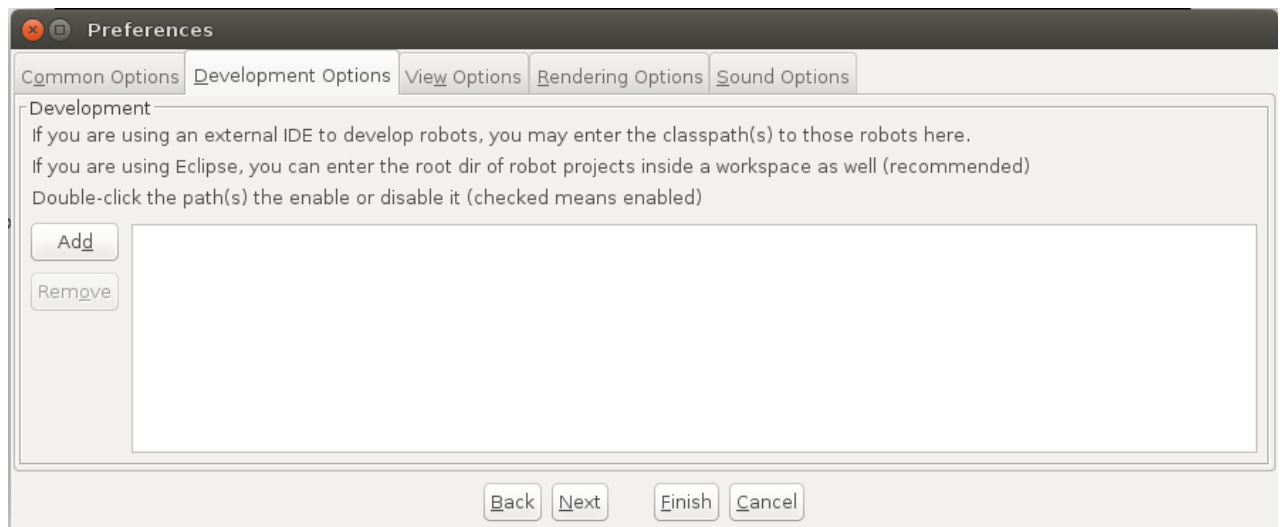 Preferences
Common Options Development Options View Options Rendering Options Sound Options
Development
If you are using an external IDE to develop robots, you may enter the classpath(s) to those robots here.
If you are using Eclipse, you can enter the root dir of robot projects inside a workspace as well (recommended)
Double-click the path(s) the enable or disable it (checked means enabled)
Add
Remove
Back Next Finish Cancel